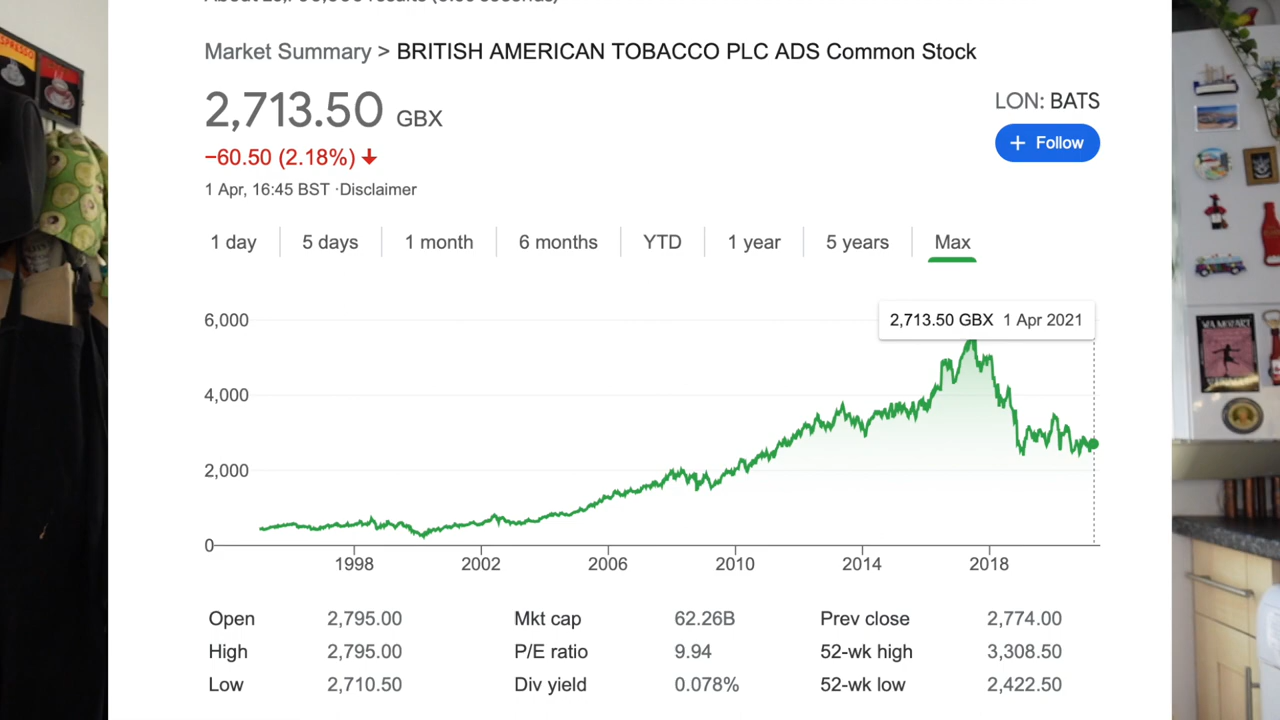 Market Summary > BRITISH AMERICAN TOBACCO PLC ADS Common Stock
2,713.50 GBX
LON: BATS
−60.50 (2.18%)
+ Follow
1 Apr, 16:45 BST ·Disclaimer
1 day 5 days 1 month 6 months YTD 1 year 5 years Max
2,713.50 GBX 1 Apr 2021
6,000
4,000
2,000
0
1998 2002 2006 2010 2014 2018
Open 2,795.00 Mkt cap 62.26B Prev close 2,774.00
High 2,795.00 P/E ratio 9.94 52-wk high 3,308.50
Low 2,710.50 Div yield 0.078% 52-wk low 2,422.50